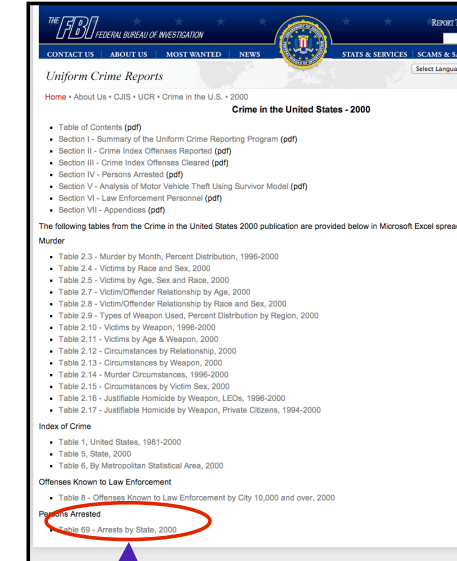 THE FBI FEDERAL BUREAU OF INVESTIGATION
REPORT
CONTACT US ABOUT US MOST WANTED NEWS STATS & SERVICES SCAMS &
Select Langua
Uniform Crime Reports
Home • About Us • CJIS • UCR • Crime in the U.S. • 2000
Crime in the United States - 2000
Table of Contents (pdf)
Section I - Summary of the Uniform Crime Reporting Program (pdf)
Section II - Crime Index Offenses Reported (pdf)
Section III - Crime Index Offenses Cleared (pdf)
Section IV - Persons Arrested (pdf)
Section V - Analysis of Motor Vehicle Theft Using Survivor Model (pdf)
Section VI - Law Enforcement Personnel (pdf)
Section VII - Appendices (pdf)
The following tables from the Crime in the United States 2000 publication are provided below in Microsoft Excel sprea
Murder
Table 2.3 - Murder by Month, Percent Distribution, 1996-2000
Table 2.4 - Victims by Race and Sex, 2000
Table 2.5 - Victims by Age, Sex and Race, 2000
Table 2.7 - Victim/Offender Relationship by Age, 2000
Table 2.8 - Victim/Offender Relationship by Race and Sex, 2000
Table 2.9 - Types of Weapon Used, Percent Distribution by Region, 2000
Table 2.10 - Victims by Weapon, 1996-2000
Table 2.11 - Victims by Age & Weapon, 2000
Table 2.12 - Circumstances by Relationship, 2000
Table 2.13 - Circumstances by Weapon, 2000
Table 2.14 - Murder Circumstances, 1996-2000
Table 2.15 - Circumstances by Victim Sex, 2000
Table 2.16 - Justifiable Homicide by Weapon, LEOs, 1996-2000
Table 2.17 - Justifiable Homicide by Weapon, Private Citizens, 1994-2000
Index of Crime
Table 1, United States, 1981-2000
Table 5, State, 2000
Table 6, By Metropolitan Statistical Area, 2000
Offenses Known to Law Enforcement
Table 8 - Offenses Known to Law Enforcement by City 10,000 and over, 2000
Persons Arrested
Table 69 - Arrests by State, 2000